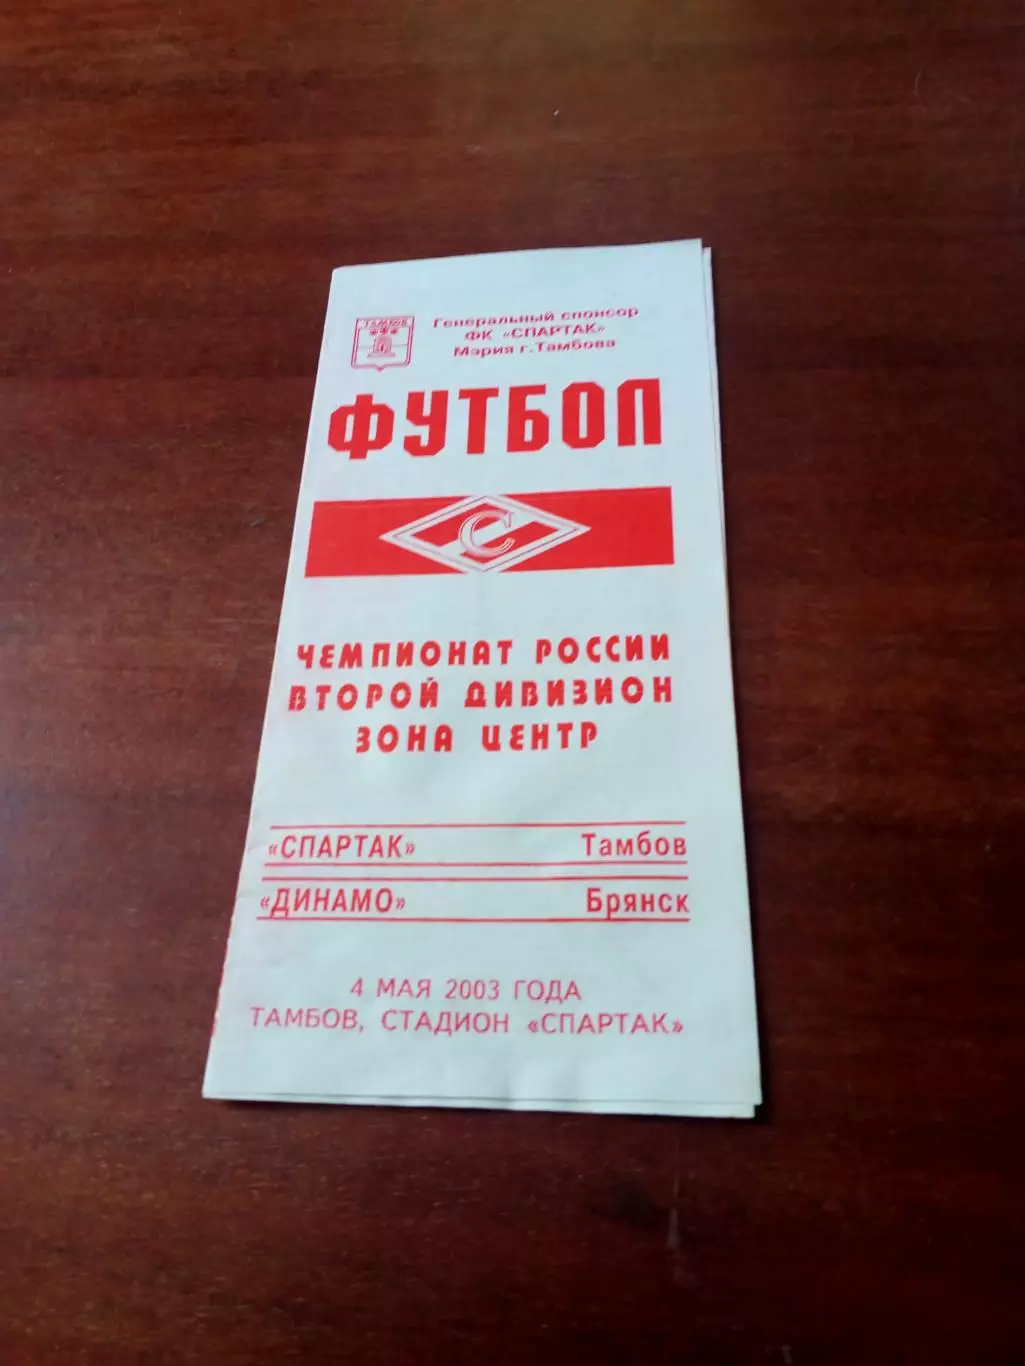 ТАМБОВ
Генеральный спонсор
ФК «СПАРТАК»
Мэрия г.Тамбова
ФУТБОЛ
С
ЧЕМПИОНАТ РОССИИ
ВТОРОЙ ДИВИЗИОН
ЗОНА ЦЕНТР
«СПАРТАК» Тамбов
«ДИНАМО» Брянск
4 МАЯ 2003 ГОДА
ТАМБОВ, СТАДИОН «СПАРТАК»